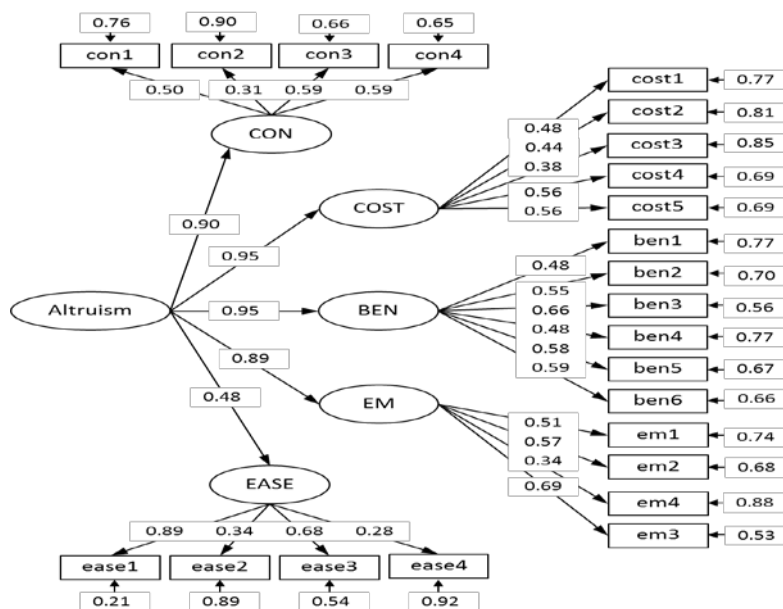 0.76 0.90 0.66 0.65
con1 con2 con3 con4
0.50 0.31 0.59 0.59
CON
0.90
cost1 0.77
cost2 0.81
cost3 0.85
cost4 0.69
cost5 0.69
0.48
0.44
0.38
0.56
0.56
COST
0.95
ben1 0.77
ben2 0.70
ben3 0.56
ben4 0.77
ben5 0.67
ben6 0.66
0.48
0.55
0.66
0.48
0.58
0.59
Altruism 0.95 BEN
0.89
EM
0.51
0.57
0.34
0.69
em1 0.74
em2 0.68
em4 0.88
em3 0.53
0.48
EASE
0.89 0.34 0.68 0.28
ease1 ease2 ease3 ease4
0.21 0.89 0.54 0.92